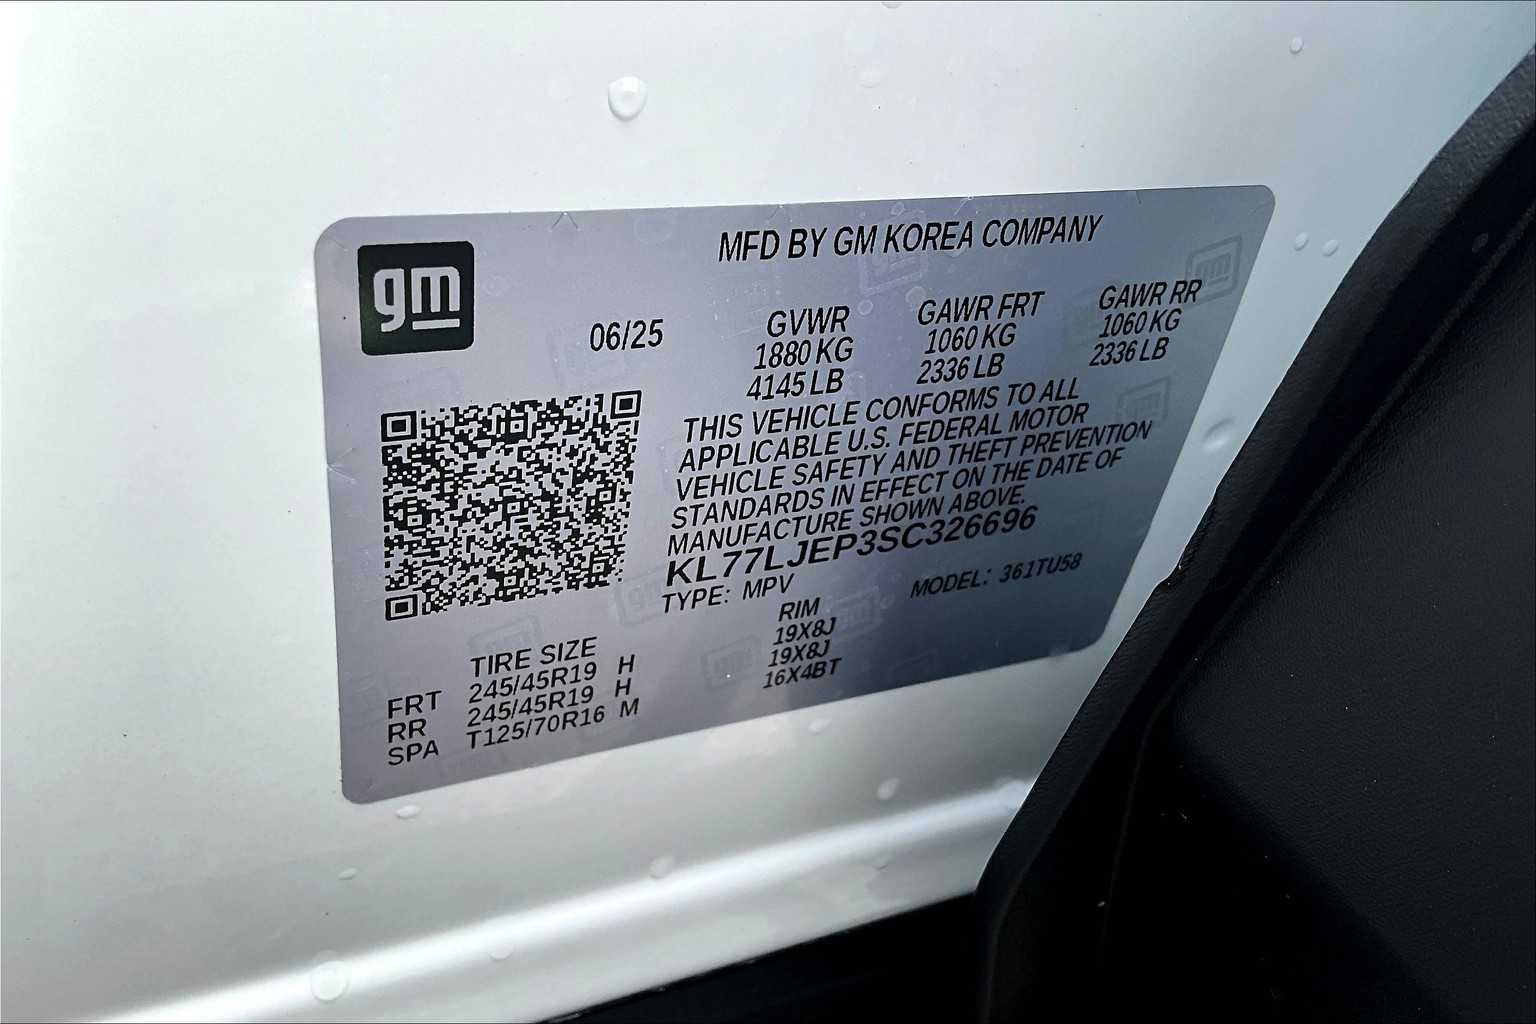 gm
MFD BY GM KOREA COMPANY
06/25
GVWR
1880 KG
4145 LB
GAWR FRT
1060 KG
2336 LB
GAWR RR
1060 KG
2336 LB
THIS VEHICLE CONFORMS TO ALL
APPLICABLE U.S. FEDERAL MOTOR
VEHICLE SAFETY AND THEFT PREVENTION
STANDARDS IN EFFECT ON THE DATE OF
MANUFACTURE SHOWN ABOVE.
KL77LJEP3SC326696
TYPE: MPV
MODEL: 361TU58
TIRE SIZE
RIM
FRT 245/45R19 H 19X8J
RR 245/45R19 H 19X8J
SPA T125/70R16 M 16X4BT